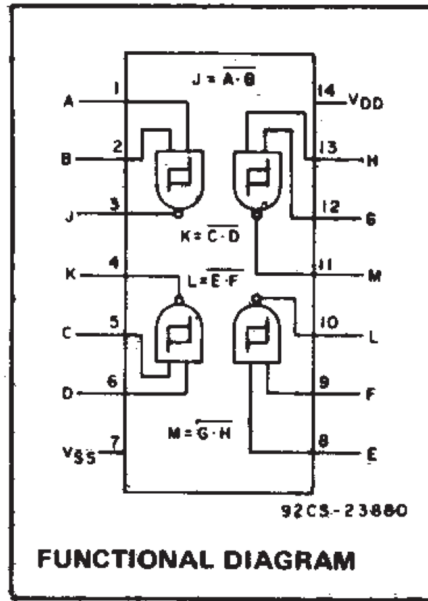 J = A·B
A 1
14 VDD
B 2
13 H
J 3
12 G
K = C·D
K 4
11 M
L = E·F
C 5
10 L
D 6
9 F
M = G·H
VSS 7
8 E
92CS-23880
FUNCTIONAL DIAGRAM